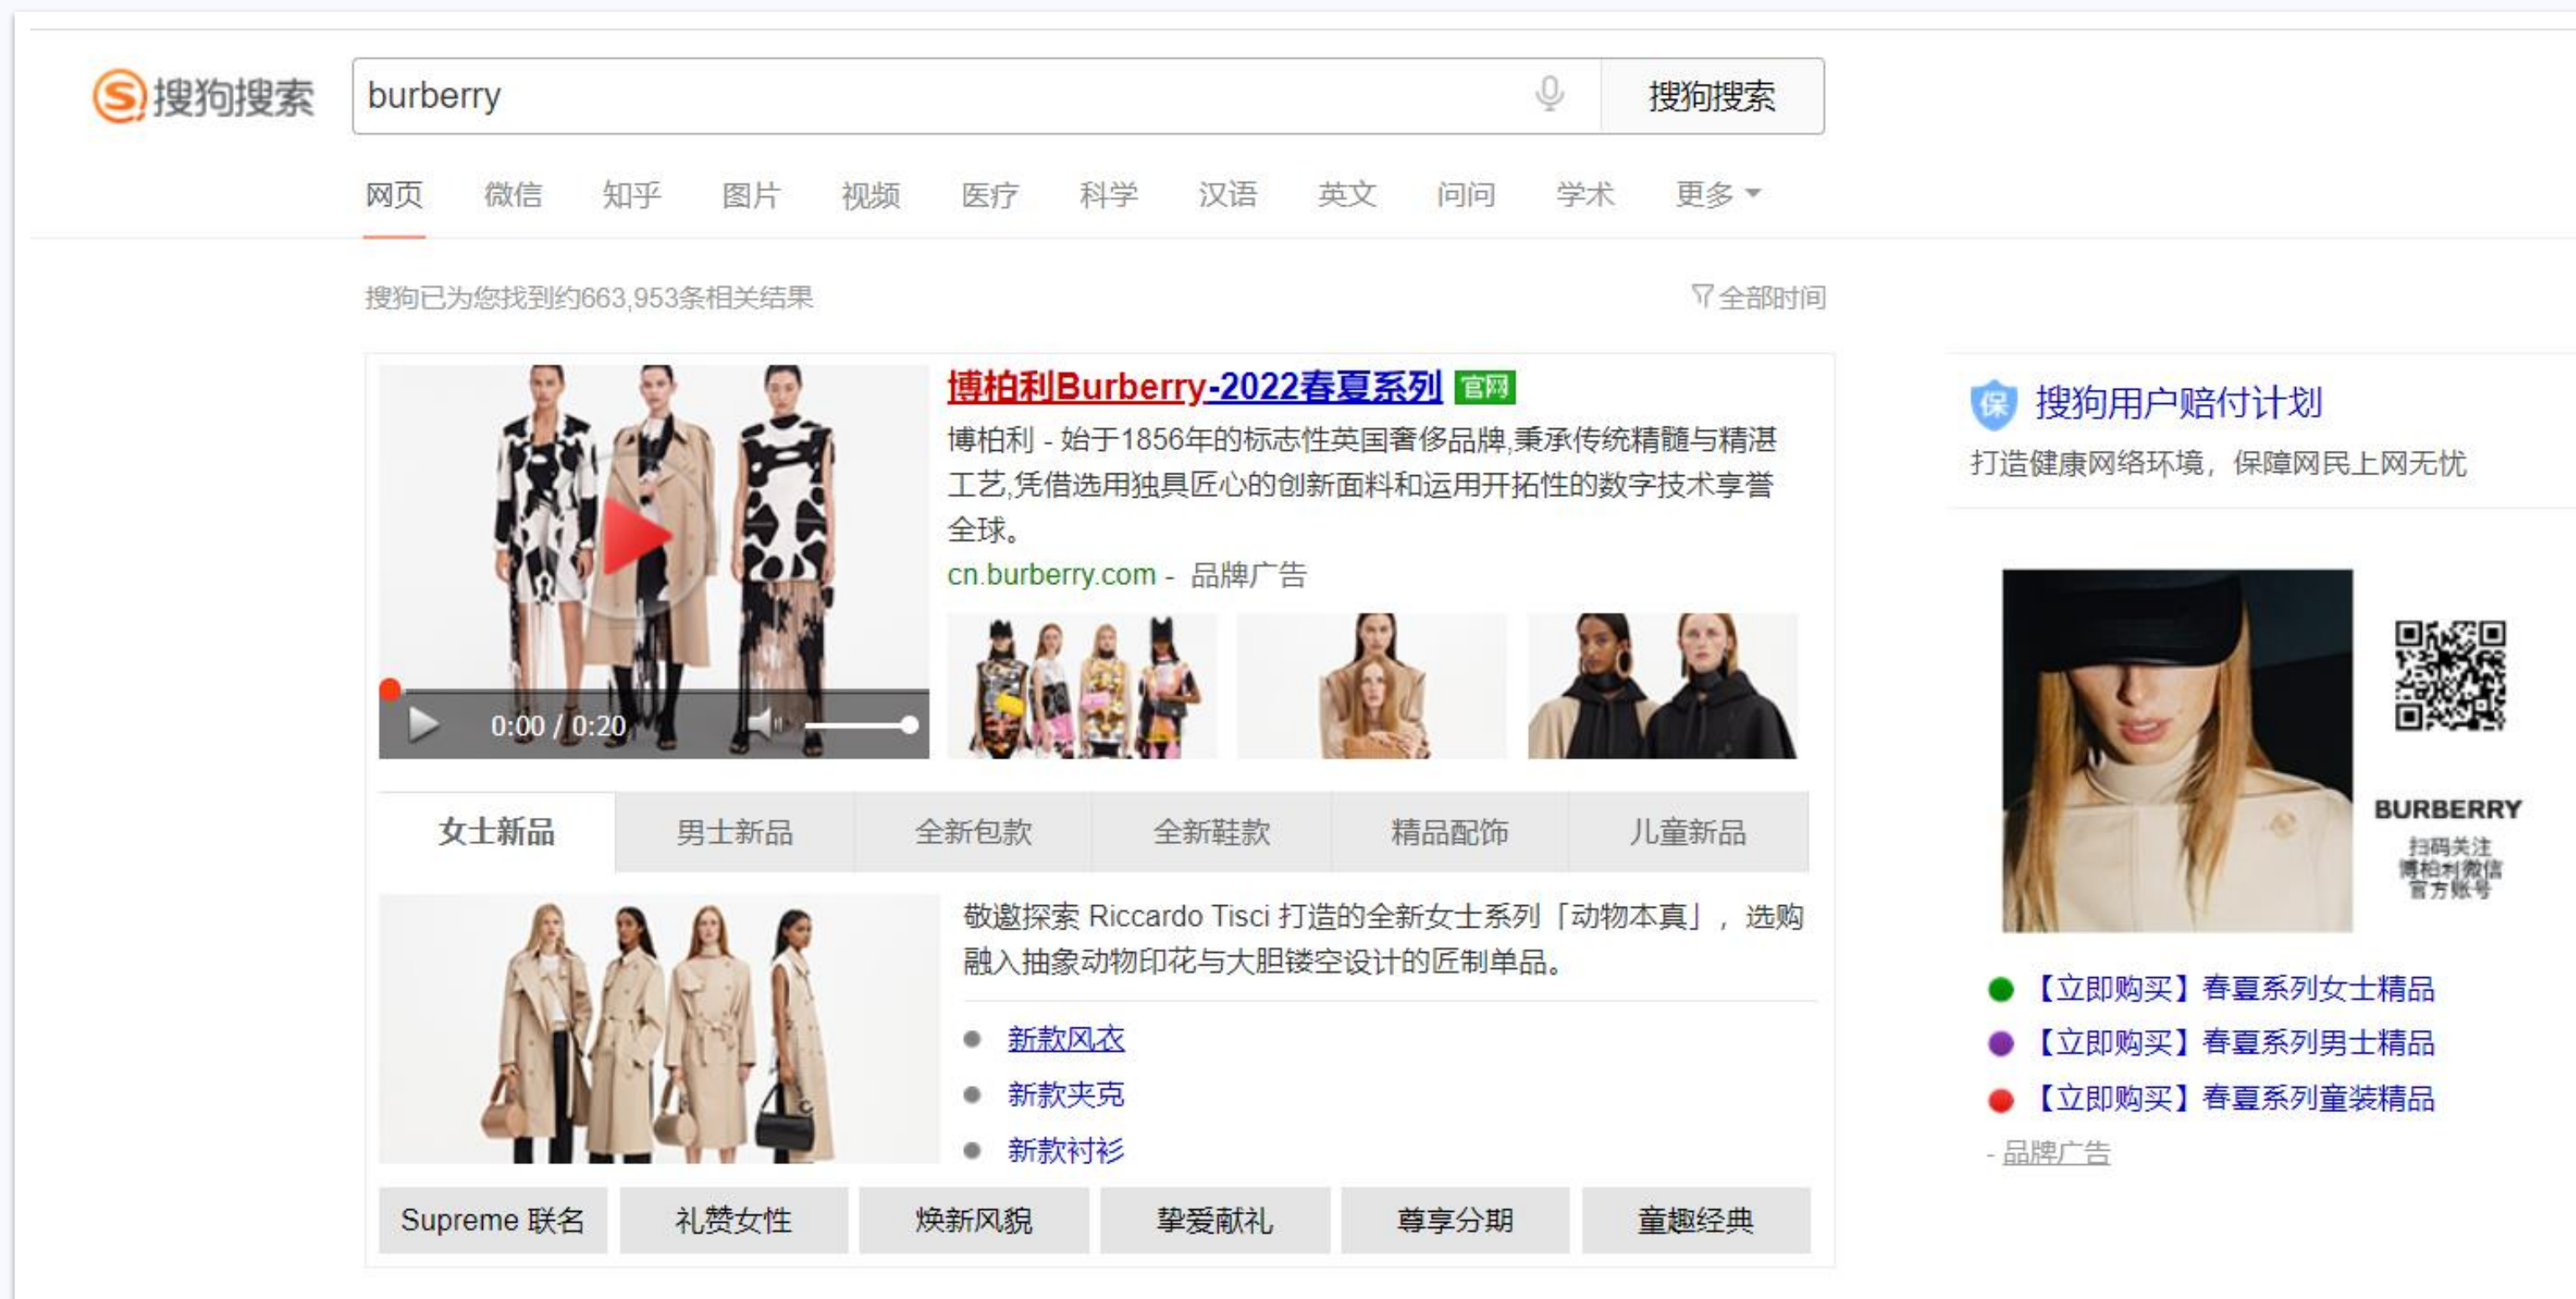 搜狗搜索
burberry
搜狗搜索
网页 微信 知乎 图片 视频 医疗 科学 汉语 英文 问问 学术 更多
搜狗已为您找到约663,953条相关结果
全部时间
博柏利Burberry-2022春夏系列 官网
博柏利 - 始于1856年的标志性英国奢侈品牌,秉承传统精髓与精湛
工艺,凭借选用独具匠心的创新面料和运用开拓性的数字技术享誉
全球。
cn.burberry.com - 品牌广告
0:00 / 0:20
女士新品 男士新品 全新包款 全新鞋款 精品配饰 儿童新品
敬邀探索 Riccardo Tisci 打造的全新女士系列「动物本真」，选购
融入抽象动物印花与大胆镂空设计的匠制单品。
新款风衣
新款夹克
新款衬衫
Supreme 联名 礼赞女性 焕新风貌 挚爱献礼 尊享分期 童趣经典
保 搜狗用户赔付计划
打造健康网络环境，保障网民上网无忧
BURBERRY
扫码关注
博柏利微信
官方账号
【立即购买】春夏系列女士精品
【立即购买】春夏系列男士精品
【立即购买】春夏系列童装精品
- 品牌广告